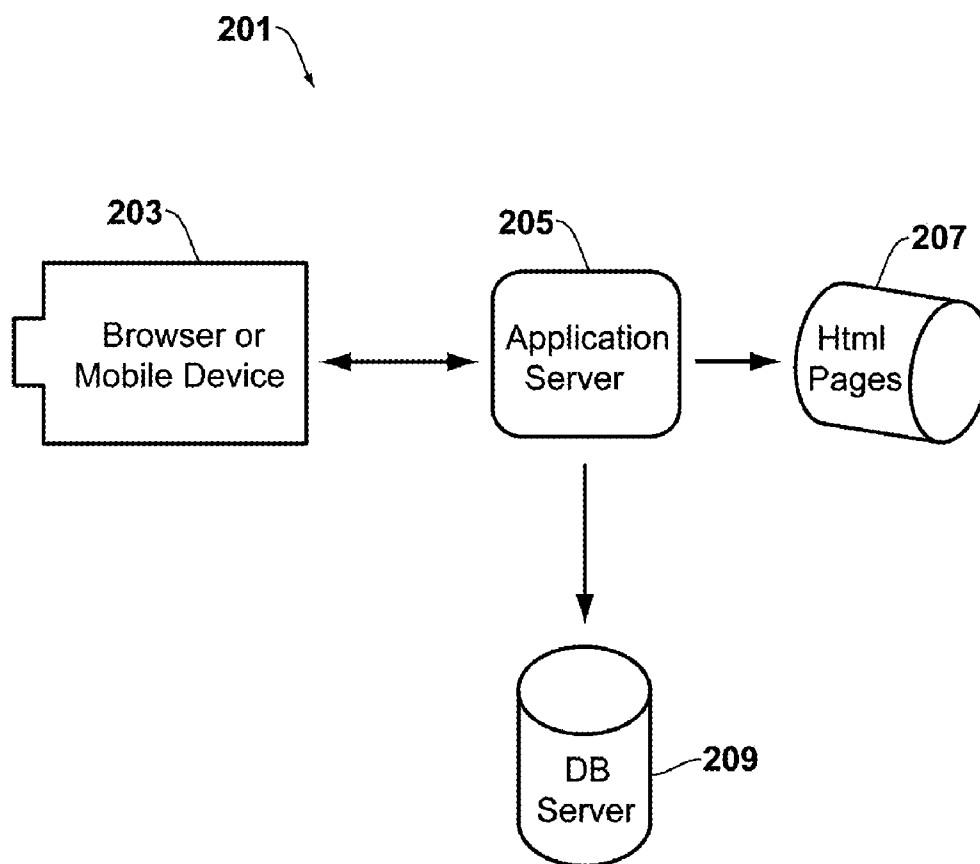 201
203
205
207
Browser or
Mobile Device
Application
Server
Html
Pages
DB
Server
209